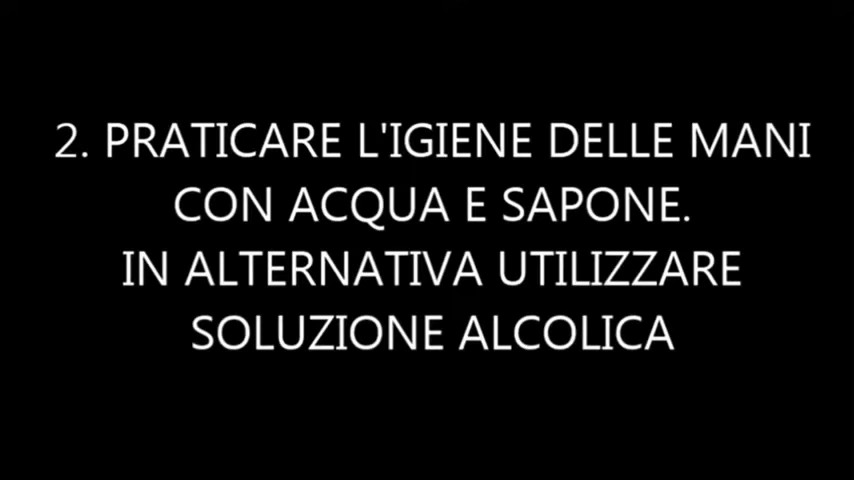 2. PRATICARE L'IGIENE DELLE MANI
CON ACQUA E SAPONE.
IN ALTERNATIVA UTILIZZARE
SOLUZIONE ALCOLICA